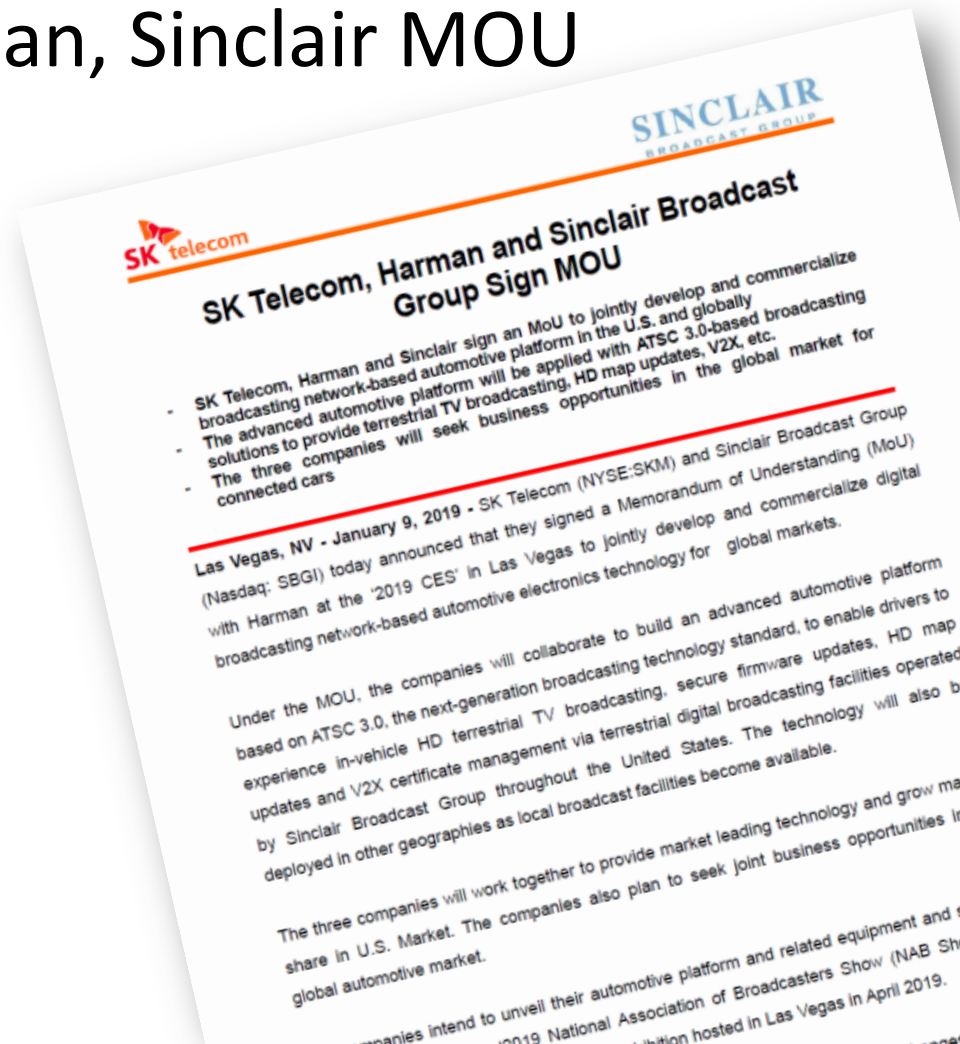 an, Sinclair MOU
SINCLAIR
BROADCAST GROUP
SK telecom
SK Telecom, Harman and Sinclair Broadcast
Group Sign MOU
- SK Telecom, Harman and Sinclair sign an MoU to jointly develop and commercialize
broadcasting network-based automotive platform in the U.S. and globally
- The advanced automotive platform will be applied with ATSC 3.0-based broadcasting
solutions to provide terrestrial TV broadcasting, HD map updates, V2X, etc.
- The three companies will seek business opportunities in the global market for
connected cars
Las Vegas, NV - January 9, 2019 - SK Telecom (NYSE:SKM) and Sinclair Broadcast Group
(Nasdaq: SBGI) today announced that they signed a Memorandum of Understanding (MoU)
with Harman at the '2019 CES' in Las Vegas to jointly develop and commercialize digital
broadcasting network-based automotive electronics technology for global markets.
Under the MOU, the companies will collaborate to build an advanced automotive platform
based on ATSC 3.0, the next-generation broadcasting technology standard, to enable drivers to
experience in-vehicle HD terrestrial TV broadcasting, secure firmware updates, HD map
updates and V2X certificate management via terrestrial digital broadcasting facilities operated
by Sinclair Broadcast Group throughout the United States. The technology will also b
deployed in other geographies as local broadcast facilities become available.
The three companies will work together to provide market leading technology and grow ma
share in U.S. Market. The companies also plan to seek joint business opportunities in
global automotive market.
mpanies intend to unveil their automotive platform and related equipment and s
2019 National Association of Broadcasters Show (NAB Sh
bition hosted in Las Vegas in April 2019.